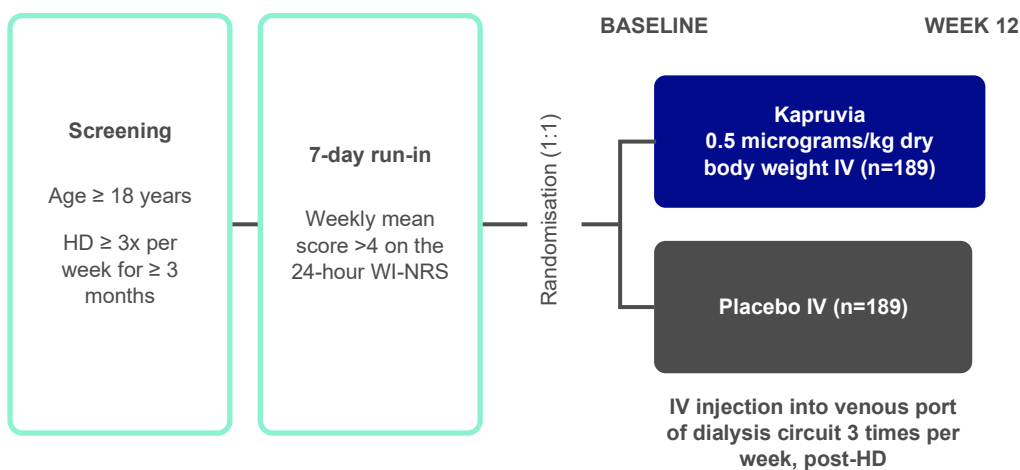 Screening
Age ≥ 18 years
HD ≥ 3x per
week for ≥ 3
months
7-day run-in
Weekly mean
score >4 on the
24-hour WI-NRS
Randomisation (1:1)
BASELINE
WEEK 12
Kapruvia
0.5 micrograms/kg dry
body weight IV (n=189)
Placebo IV (n=189)
IV injection into venous port
of dialysis circuit 3 times per
week, post-HD